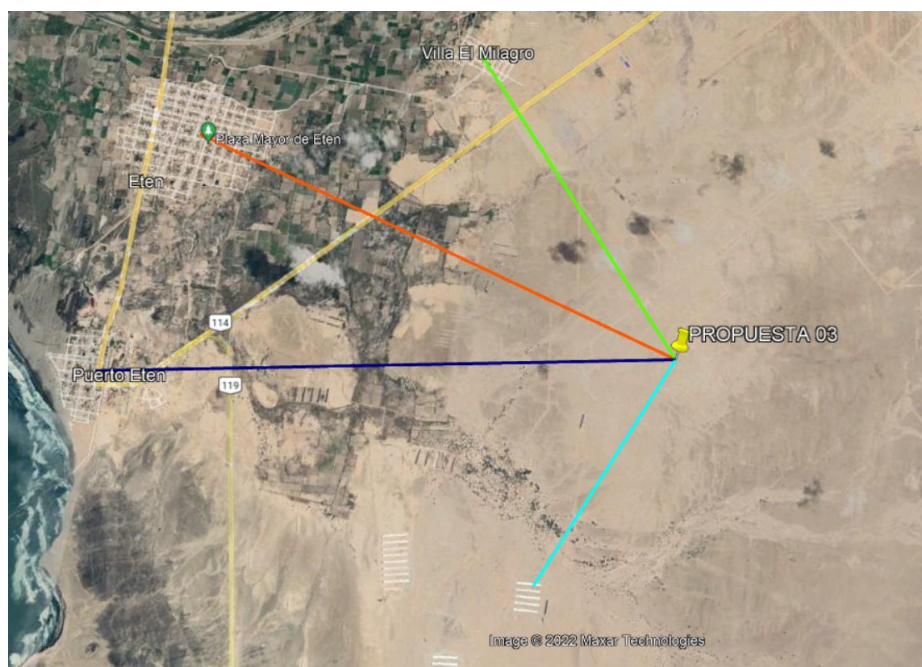 Villa El Milagro
Plaza Mayor de Eten
Eten
114
PROPUESTA 03
Puerto Eten
119
Image © 2022 Maxar Technologies